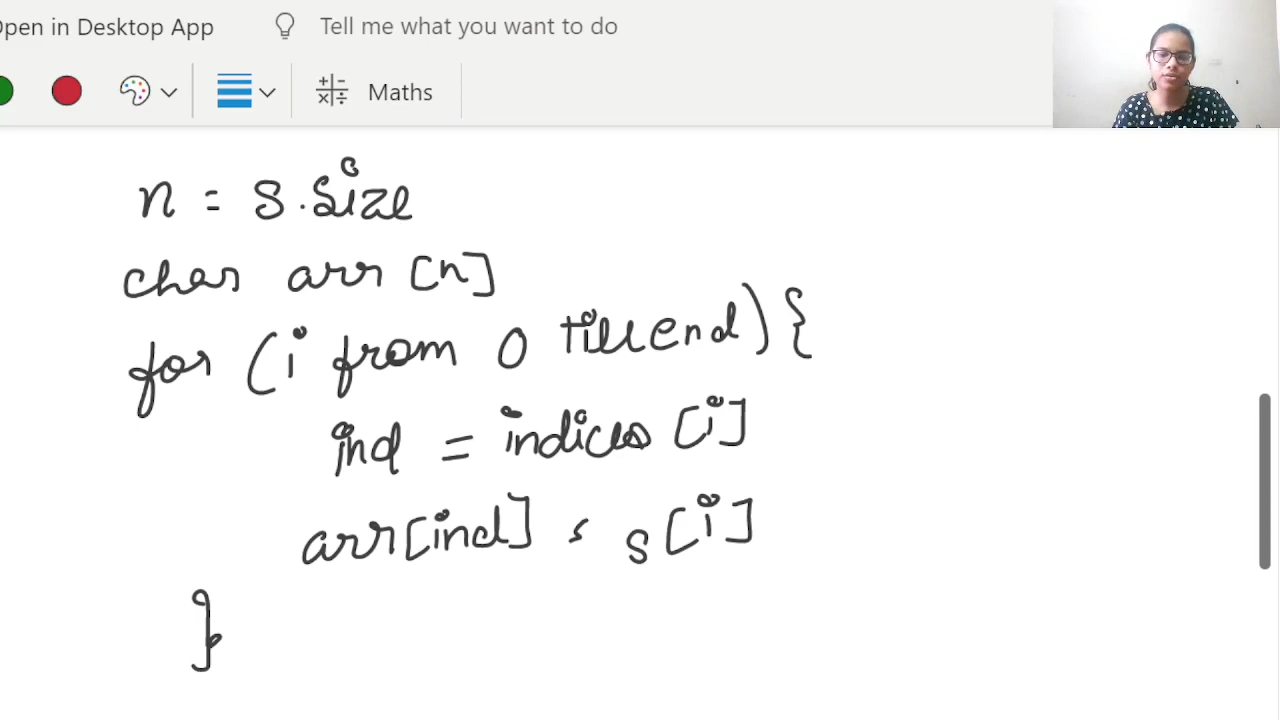 Open in Desktop App
Tell me what you want to do
Maths
n = s.size
char arr [n]
for (i from 0 till end) {
ind = indices [i]
arr[ind] = s[i]
}